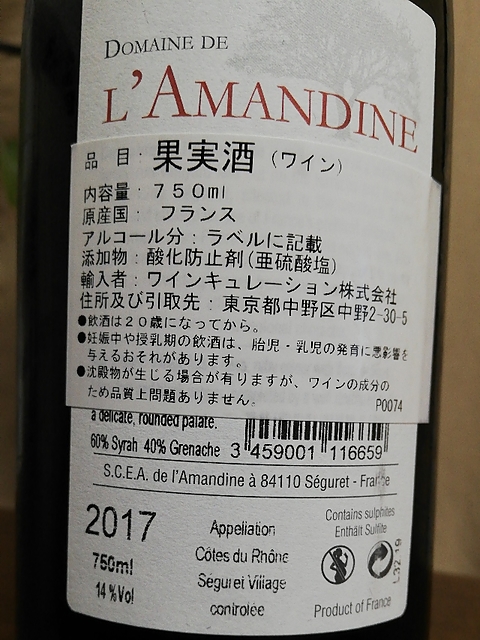 DOMAINE DE
L'AMANDINE
品 目: 果実酒 (ワイン)
内容量: 750ml
原産国: フランス
アルコール分: ラベルに記載
添加物: 酸化防止剤(亜硫酸塩)
輸入者: ワインキュレーション株式会社
住所及び引取先: 東京都中野区中野2-30-5
●飲酒は20歳になってから。
●妊娠中や授乳期の飲酒は、胎児・乳児の発育に悪影響を
与えるおそれがあります。
●沈殿物が生じる場合が有りますが、ワインの成分の
ため品質上問題ありません。
P0074
a delicate, rounded palate.
60% Syrah 40% Grenache
3 459001 116659
S.C.E.A. de l'Amandine à 84110 Séguret - France
2017
750ml
14 %Vol
Appellation
Côtes du Rhône
Séguret Village
controlée
Contains sulphites
Enthält Sulfite
L32 19
Product of France